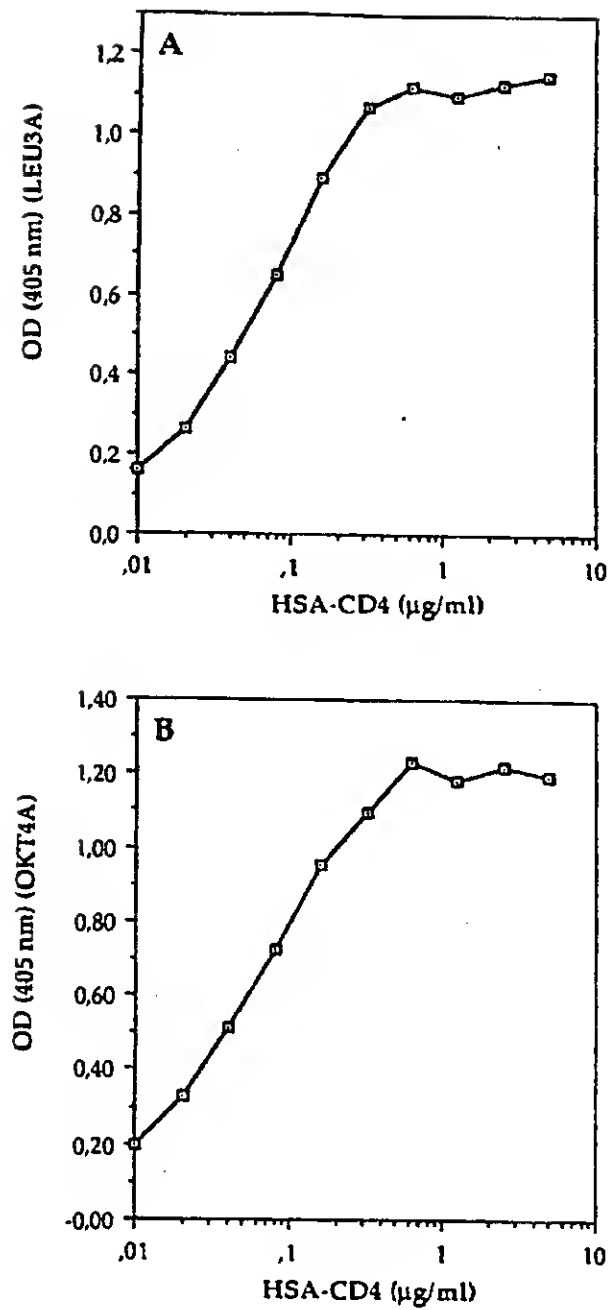 A
1,2
1,0
0,8
0,6
0,4
0,2
0,0
OD (405 nm) (LEU3A)
,01 ,1 1 10
HSA-CD4 (µg/ml)
B
1,40
1,20
1,00
0,80
0,60
0,40
0,20
-0,00
OD (405 nm) (OKT4A)
,01 ,1 1 10
HSA-CD4 (µg/ml)